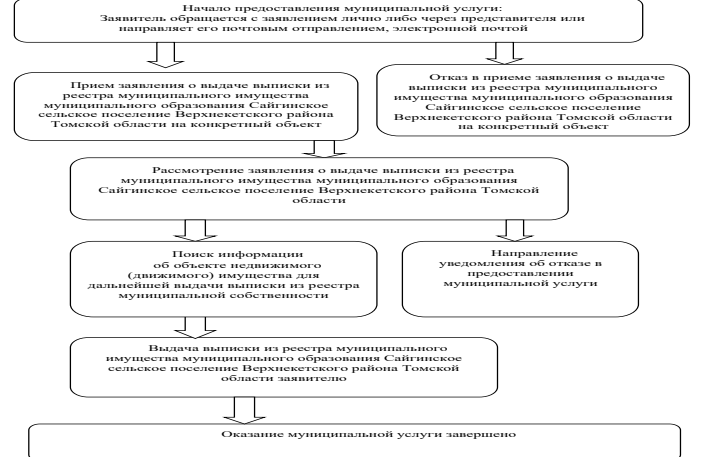 Начало предоставления муниципальной услуги:
Заявитель обращается с заявлением лично либо через представителя или
направляет его почтовым отправлением, электронной почтой
Прием заявления о выдаче выписки из
реестра муниципального имущества
муниципального образования Сайгинское
сельское поселение Верхнекетского района
Томской области на конкретный объект
Отказ в приеме заявления о выдаче
выписки из реестра муниципального
имущества муниципального образования
Сайгинское сельское поселение
Верхнекетского района Томской области
на конкретный объект
Рассмотрение заявления о выдаче выписки из реестра
муниципального имущества муниципального образования
Сайгинское сельское поселение Верхнекетского района Томской
области
Поиск информации
об объекте недвижимого
(движимого) имущества для
дальнейшей выдачи выписки из реестра
муниципальной собственности
Направление
уведомления об отказе в
предоставлении
муниципальной услуги
Выдача выписки из реестра муниципального
имущества муниципального образования Сайгинское
сельское поселение Верхнекетского района Томской
области заявителю
Оказание муниципальной услуги завершено